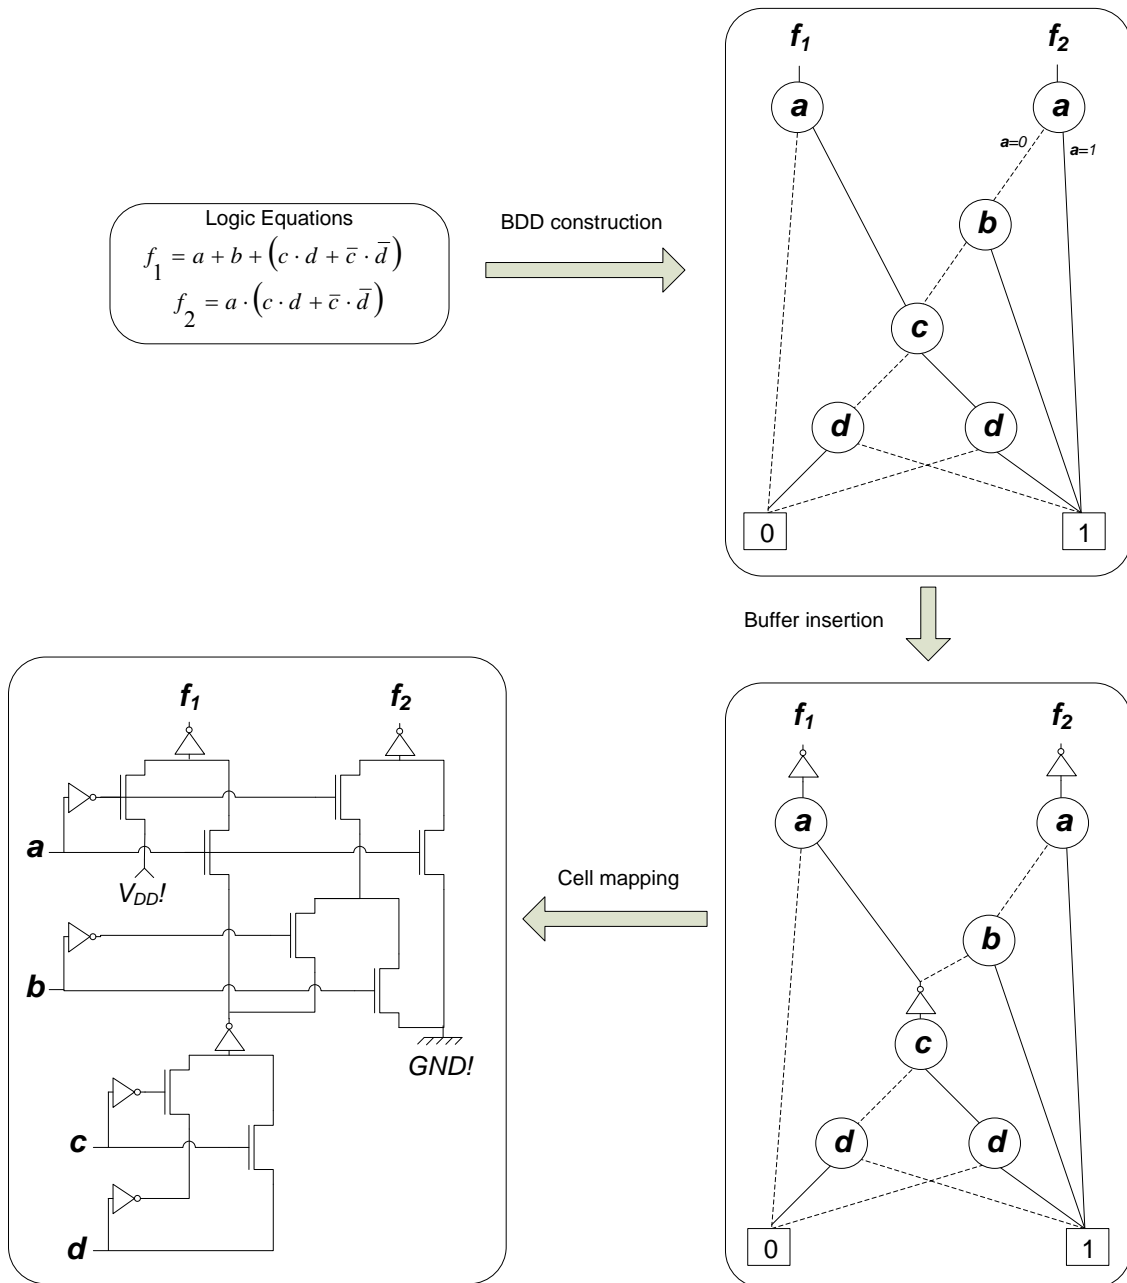 f1 f2
a a
a=0 a=1
b
c
d d
0 1
Logic Equations
f1 = a + b + (c · d + c̄ · d̄)
f2 = a · (c · d + c̄ · d̄)
BDD construction
Buffer insertion
f1 f2
a a
b
c
d d
0 1
Cell mapping
f1 f2
a
VDD!
b
GND!
c
d